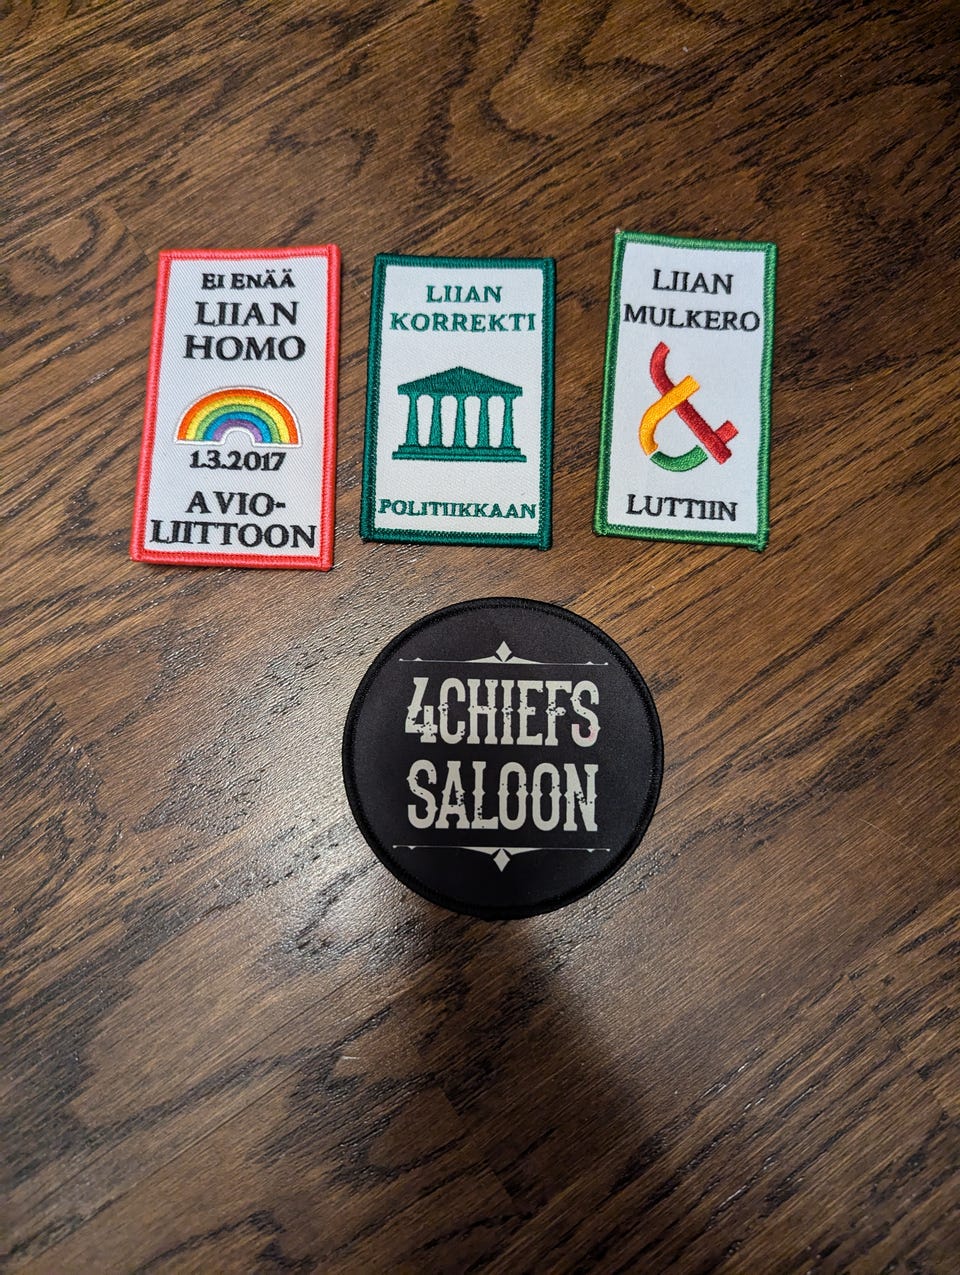 EI ENÄÄ
LIIAN
HOMO
1.3.2017
AVIO-
LIITTOON
LIIAN
KORREKTI
POLITIIKKAAN
LIIAN
MULKERO
LUTTIIN
4CHIEFS
SALOON